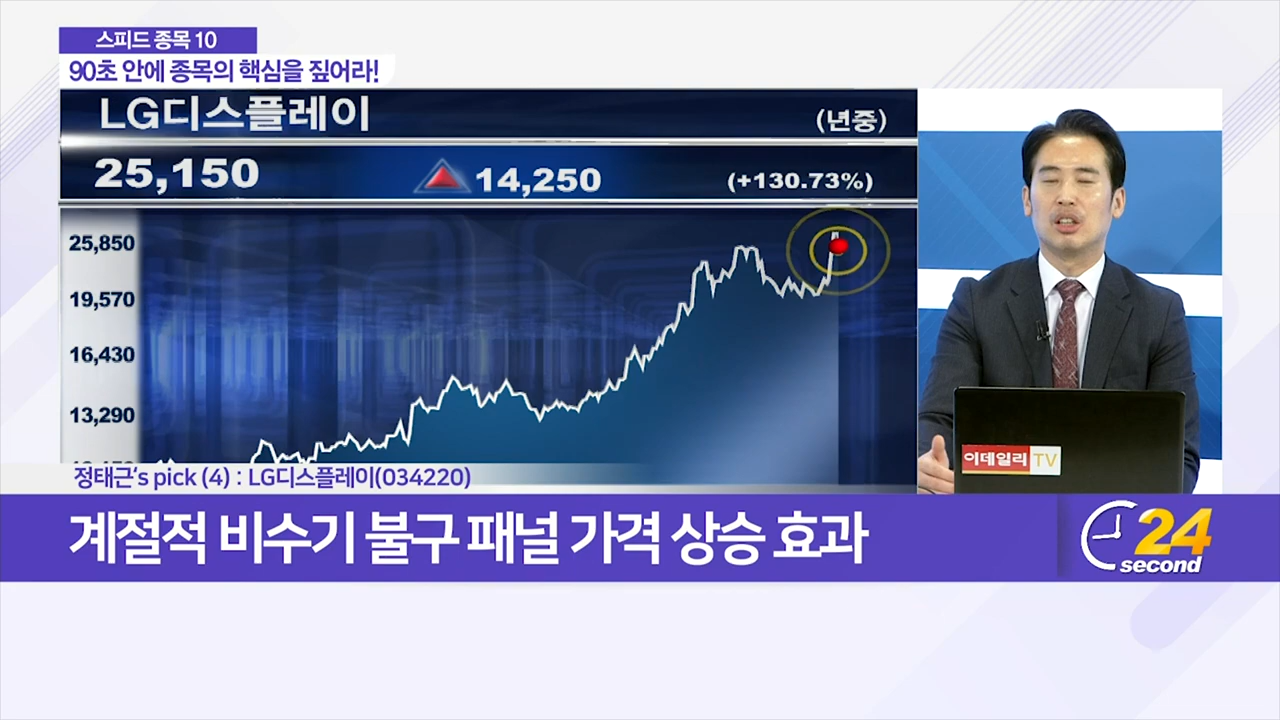 스피드 종목 10
90초 안에 종목의 핵심을 짚어라!
LG디스플레이
(년중)
25,150
14,250
(+130.73%)
25,850
19,570
16,430
13,290
정태근's pick (4) : LG디스플레이(034220)
계절적 비수기 불구 패널 가격 상승 효과
24
second
이데일리 TV